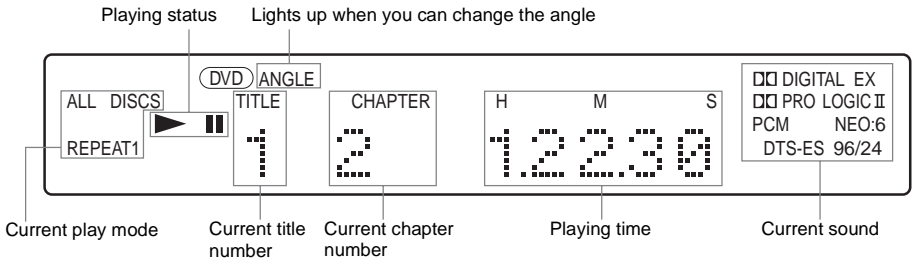 Playing status
Lights up when you can change the angle
DVD ANGLE
ALL DISCS
TITLE
CHAPTER
H M S
REPEAT1
1
2
1.22.30
DIGITAL EX
PRO LOGIC II
PCM NEO:6
DTS-ES 96/24
Current play mode
Current title number
Current chapter number
Playing time
Current sound